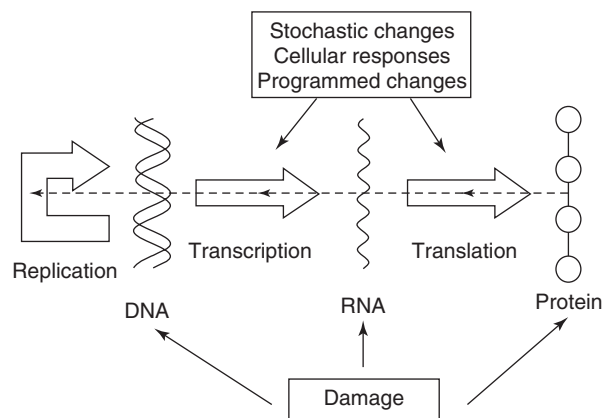 Stochastic changes
Cellular responses
Programmed changes
Replication
Transcription
Translation
DNA
RNA
Protein
Damage